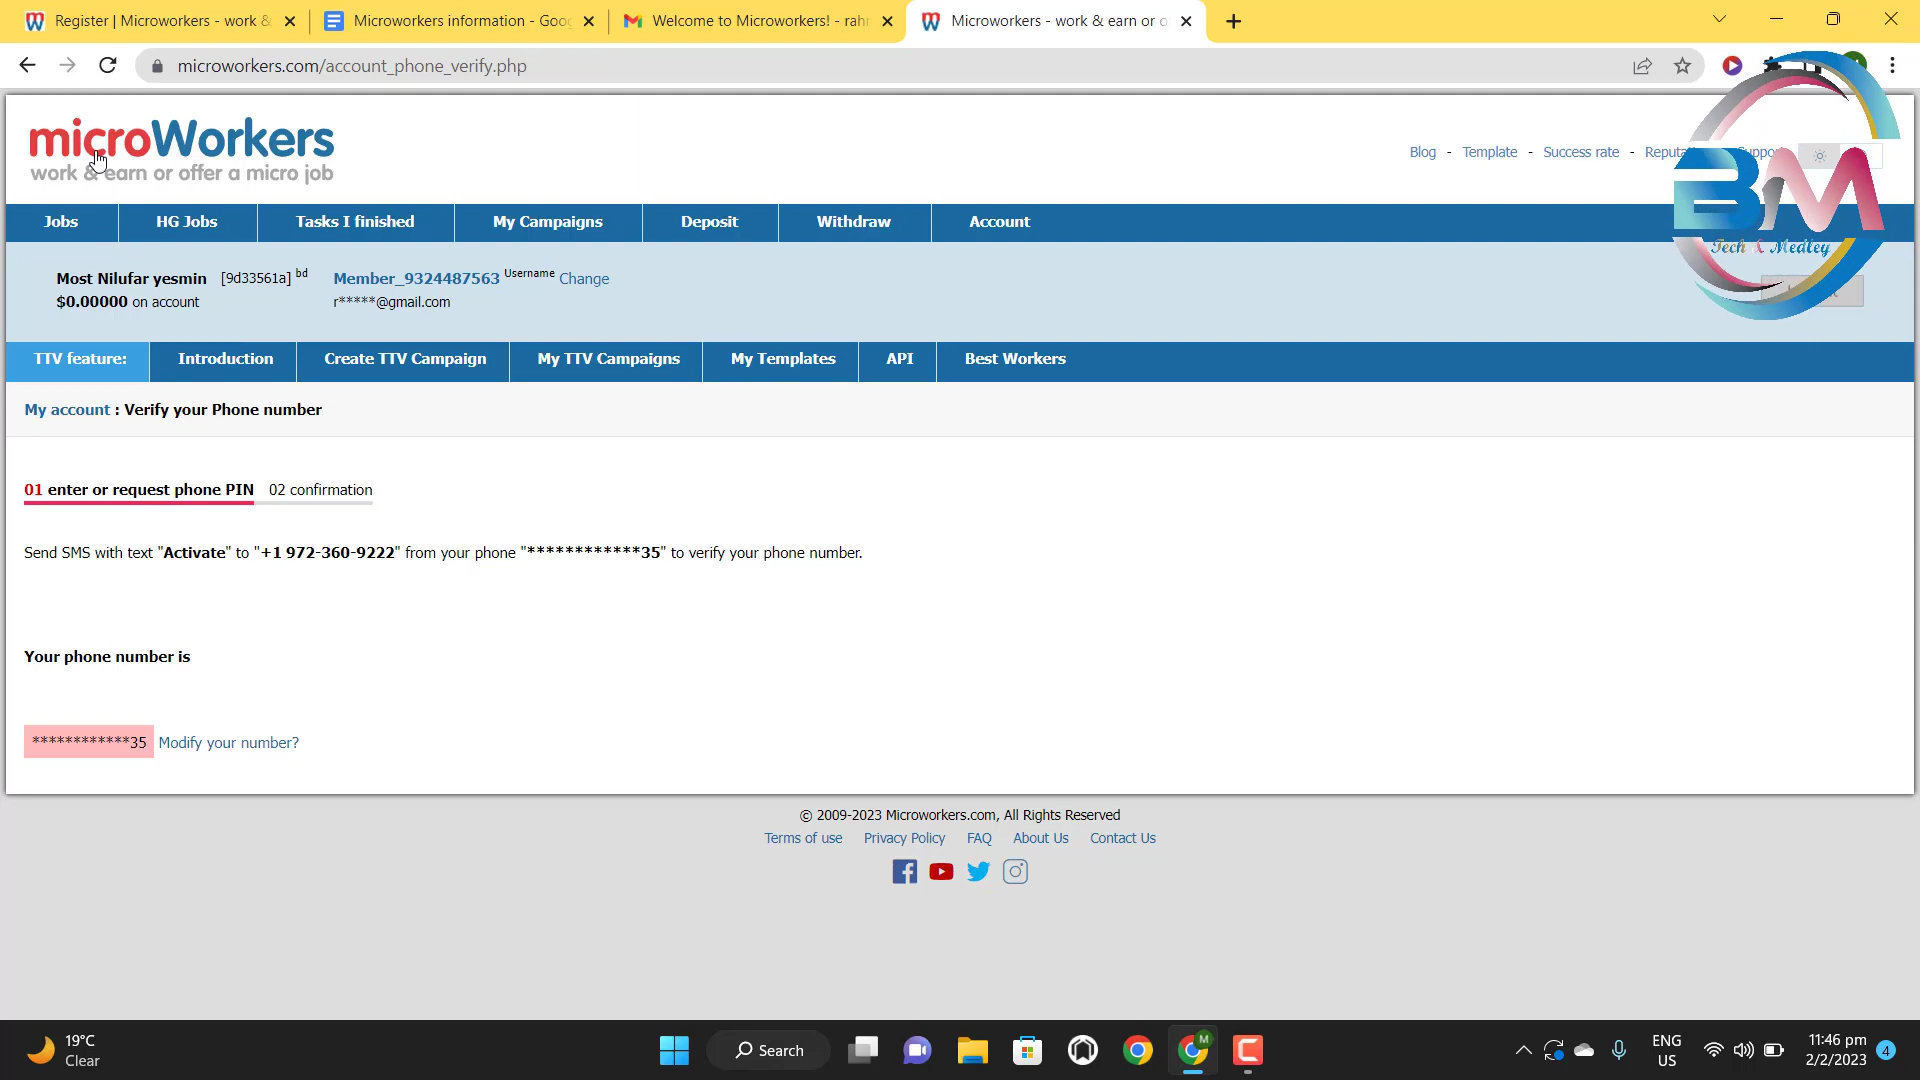 Register | Microworkers - work &
Microworkers information - Goo
Welcome to Microworkers! - rahr
Microworkers - work & earn or o
microworkers.com/account_phone_verify.php
microWorkers
work & earn or offer a micro job
Blog - Template - Success rate -
BM
Tech & Medley
Jobs
HG Jobs
Tasks I finished
My Campaigns
Deposit
Withdraw
Account
Most Nilufar yesmin [9d33561a] bd
Member_9324487563 Username Change
$0.00000 on account
r*****@gmail.com
TTV feature:
Introduction
Create TTV Campaign
My TTV Campaigns
My Templates
API
Best Workers
My account : Verify your Phone number
01 enter or request phone PIN
02 confirmation
Send SMS with text "Activate" to "+1 972-360-9222" from your phone "************35" to verify your phone number.
Your phone number is
************35 Modify your number?
© 2009-2023 Microworkers.com, All Rights Reserved
Terms of use
Privacy Policy
FAQ
About Us
Contact Us
19°C
Clear
Search
M
ENG
US
11:46 pm
2/2/2023
4